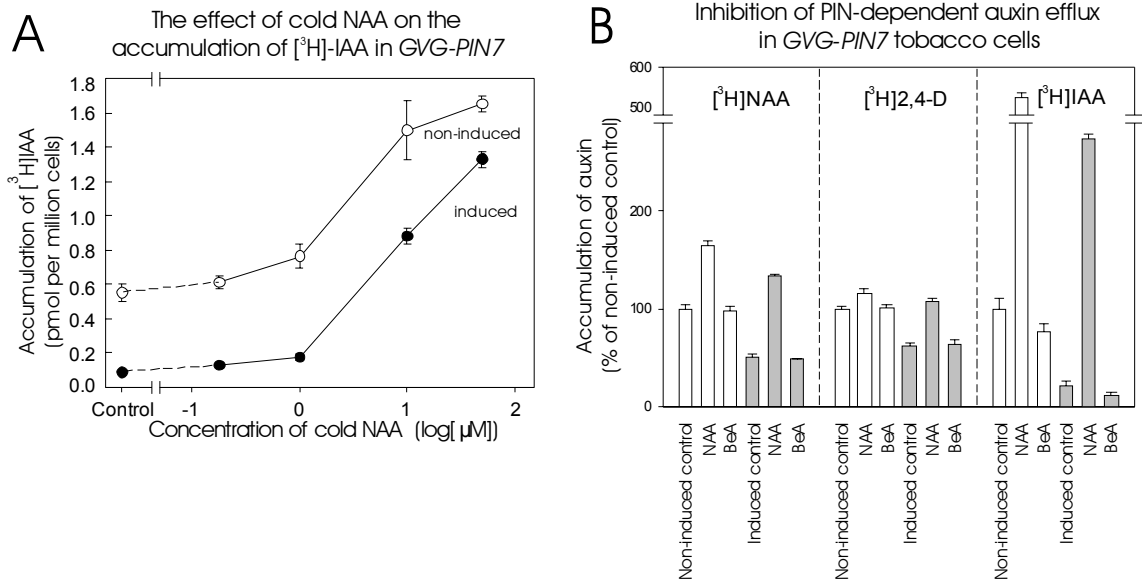 A
The effect of cold NAA on the
accumulation of [³H]-IAA in GVG-PIN7
Accumulation of [³H]IAA
(pmol per million cells)
1.8
1.6
1.4
1.2
1.0
0.8
0.6
0.4
0.2
0.0
non-induced
induced
Control
-1
0
1
2
Concentration of cold NAA (log[ µM])
B
Inhibition of PIN-dependent auxin efflux
in GVG-PIN7 tobacco cells
Accumulation of auxin
(% of non-induced control)
600
500
200
100
0
[³H]NAA
[³H]2,4-D
[³H]IAA
Non-induced control
NAA
BeA
Induced control
NAA
BeA
Non-induced control
NAA
BeA
Induced control
NAA
BeA
Non-induced control
NAA
BeA
Induced control
NAA
BeA